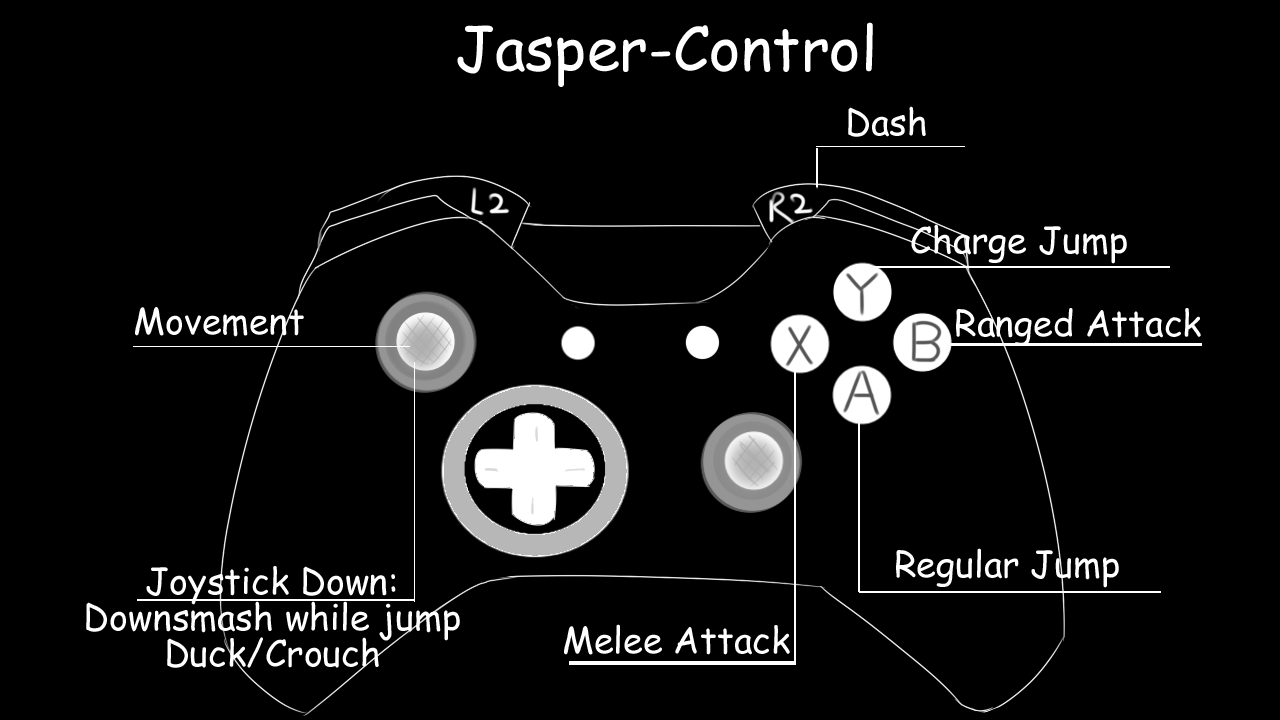 Jasper-Control
Dash
L2
R2
Charge Jump
Y
Movement
X
B
Ranged Attack
A
Regular Jump
Joystick Down:
Downsmash while jump
Duck/Crouch
Melee Attack